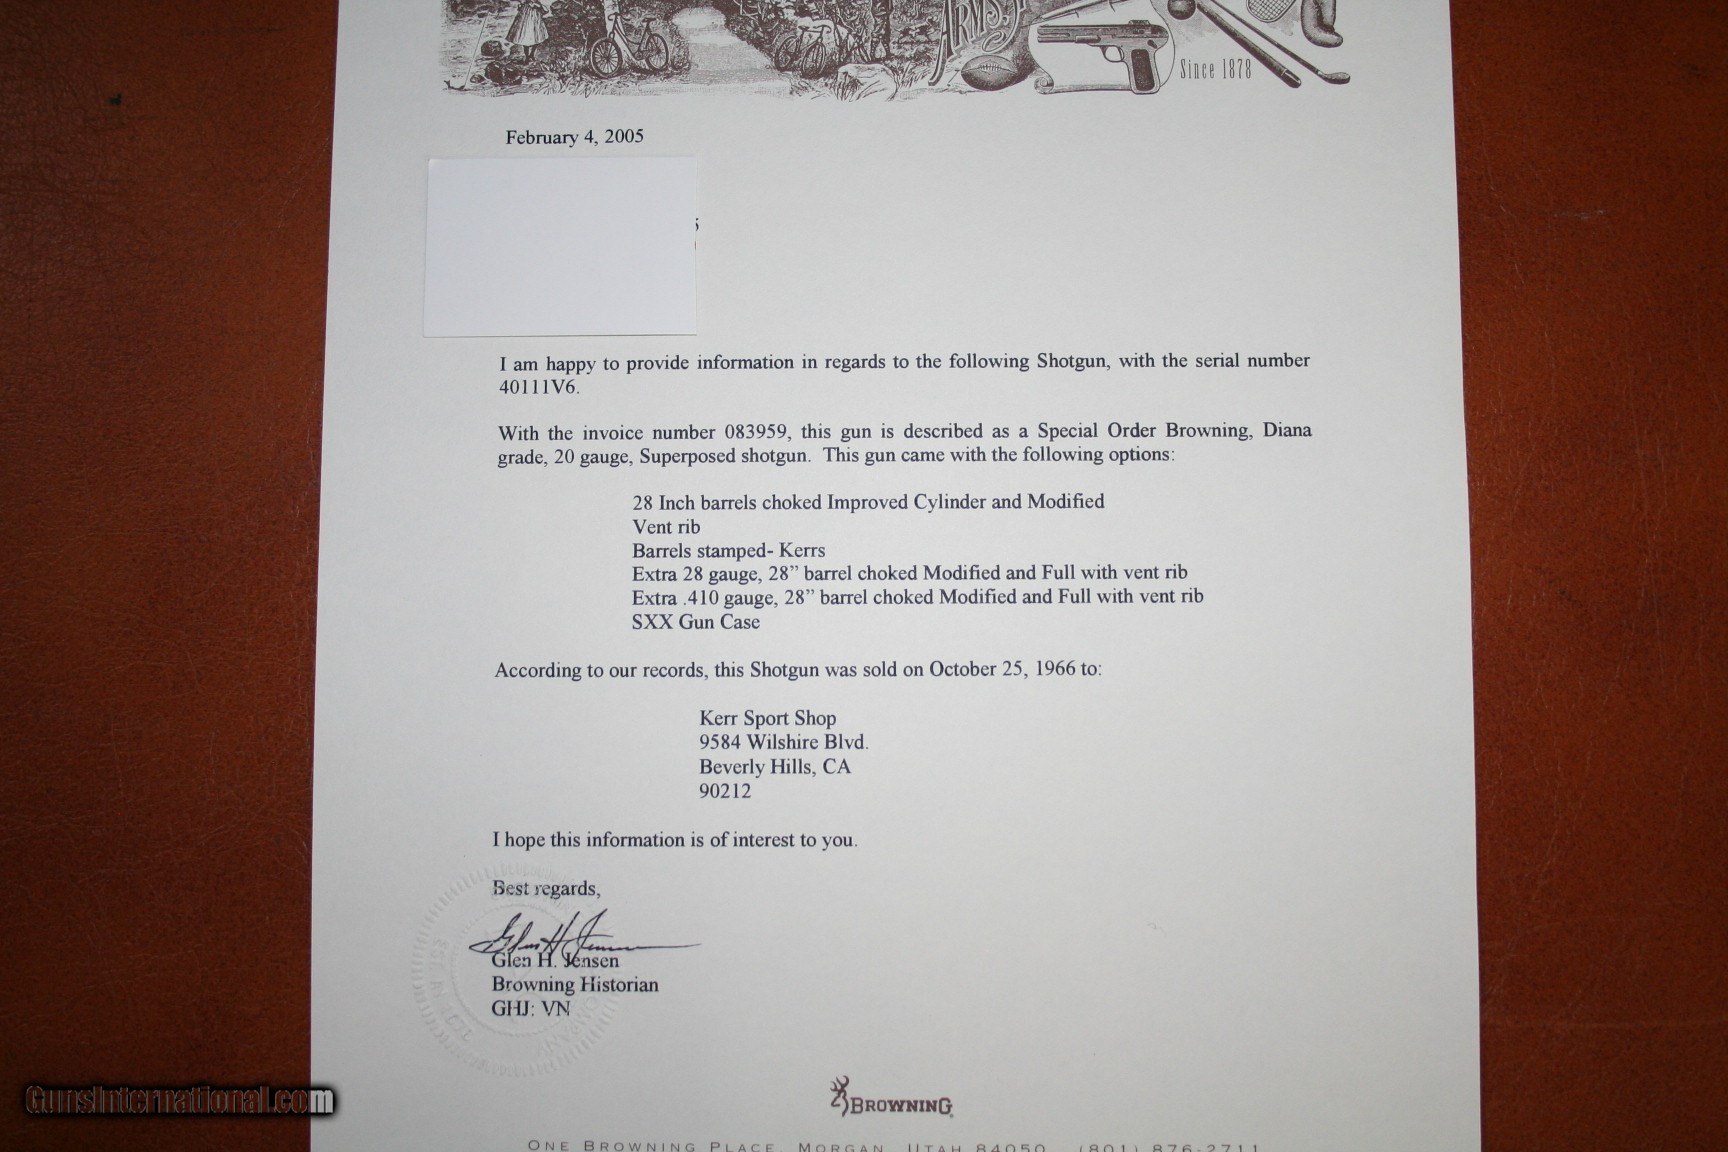 ARMS.
Since 1878
February 4, 2005
5
I am happy to provide information in regards to the following Shotgun, with the serial number
40111V6.
With the invoice number 083959, this gun is described as a Special Order Browning, Diana
grade, 20 gauge, Superposed shotgun. This gun came with the following options:
28 Inch barrels choked Improved Cylinder and Modified
Vent rib
Barrels stamped- Kerrs
Extra 28 gauge, 28” barrel choked Modified and Full with vent rib
Extra .410 gauge, 28” barrel choked Modified and Full with vent rib
SXX Gun Case
According to our records, this Shotgun was sold on October 25, 1966 to:
Kerr Sport Shop
9584 Wilshire Blvd.
Beverly Hills, CA
90212
I hope this information is of interest to you.
Best regards,
Glen H. Jensen
Glen H. Jensen
Browning Historian
GHJ: VN
BROWNING
ONE BROWNING PLACE, MORGAN, UTAH 84050 (801) 876-2711
GunsInternational.com